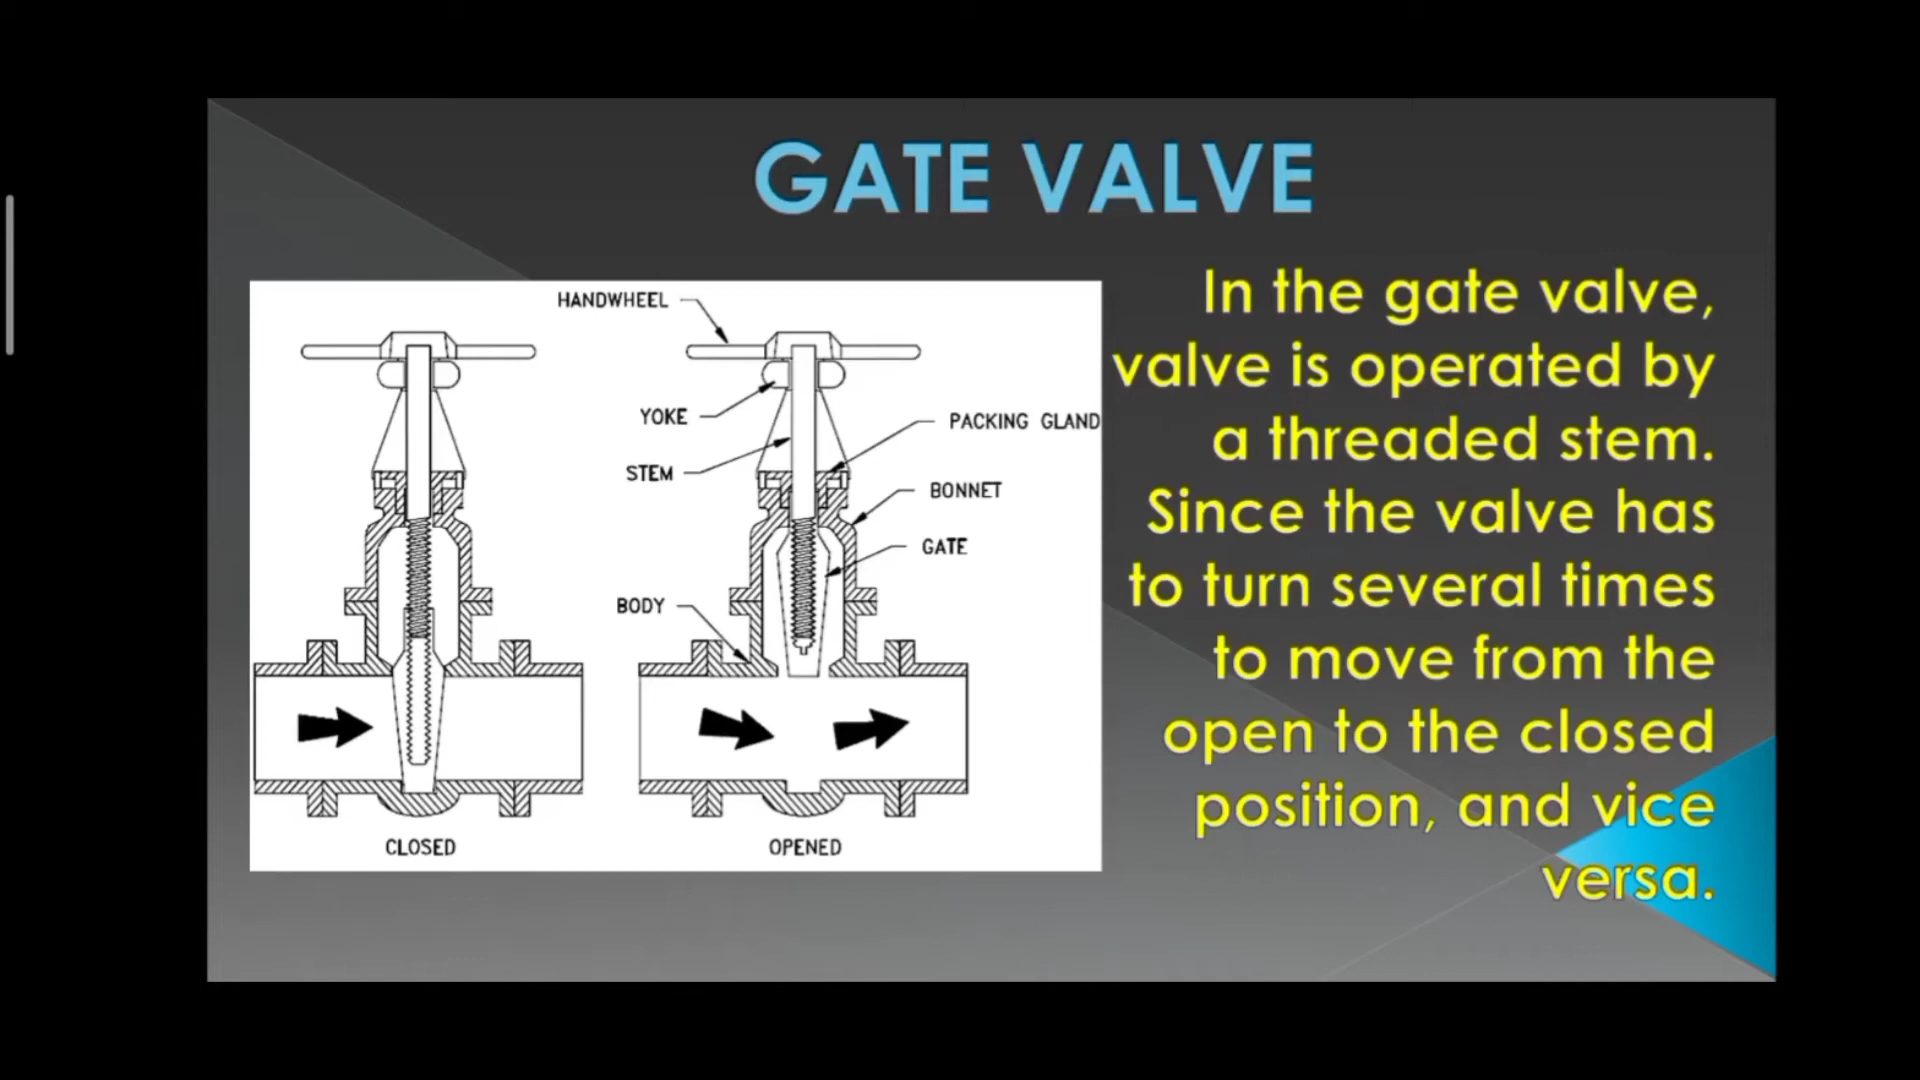 GATE VALVE
HANDWHEEL
YOKE
PACKING GLAND
STEM
BONNET
GATE
BODY
CLOSED
OPENED
In the gate valve,
valve is operated by
a threaded stem.
Since the valve has
to turn several times
to move from the
open to the closed
position, and vice
versa.